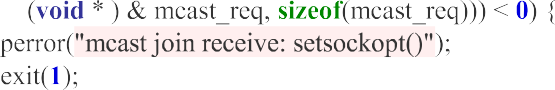 (void * ) & mcast_req, sizeof(mcast_req))) < 0) {
perror("mcast join receive: setsockopt()");
exit(1);